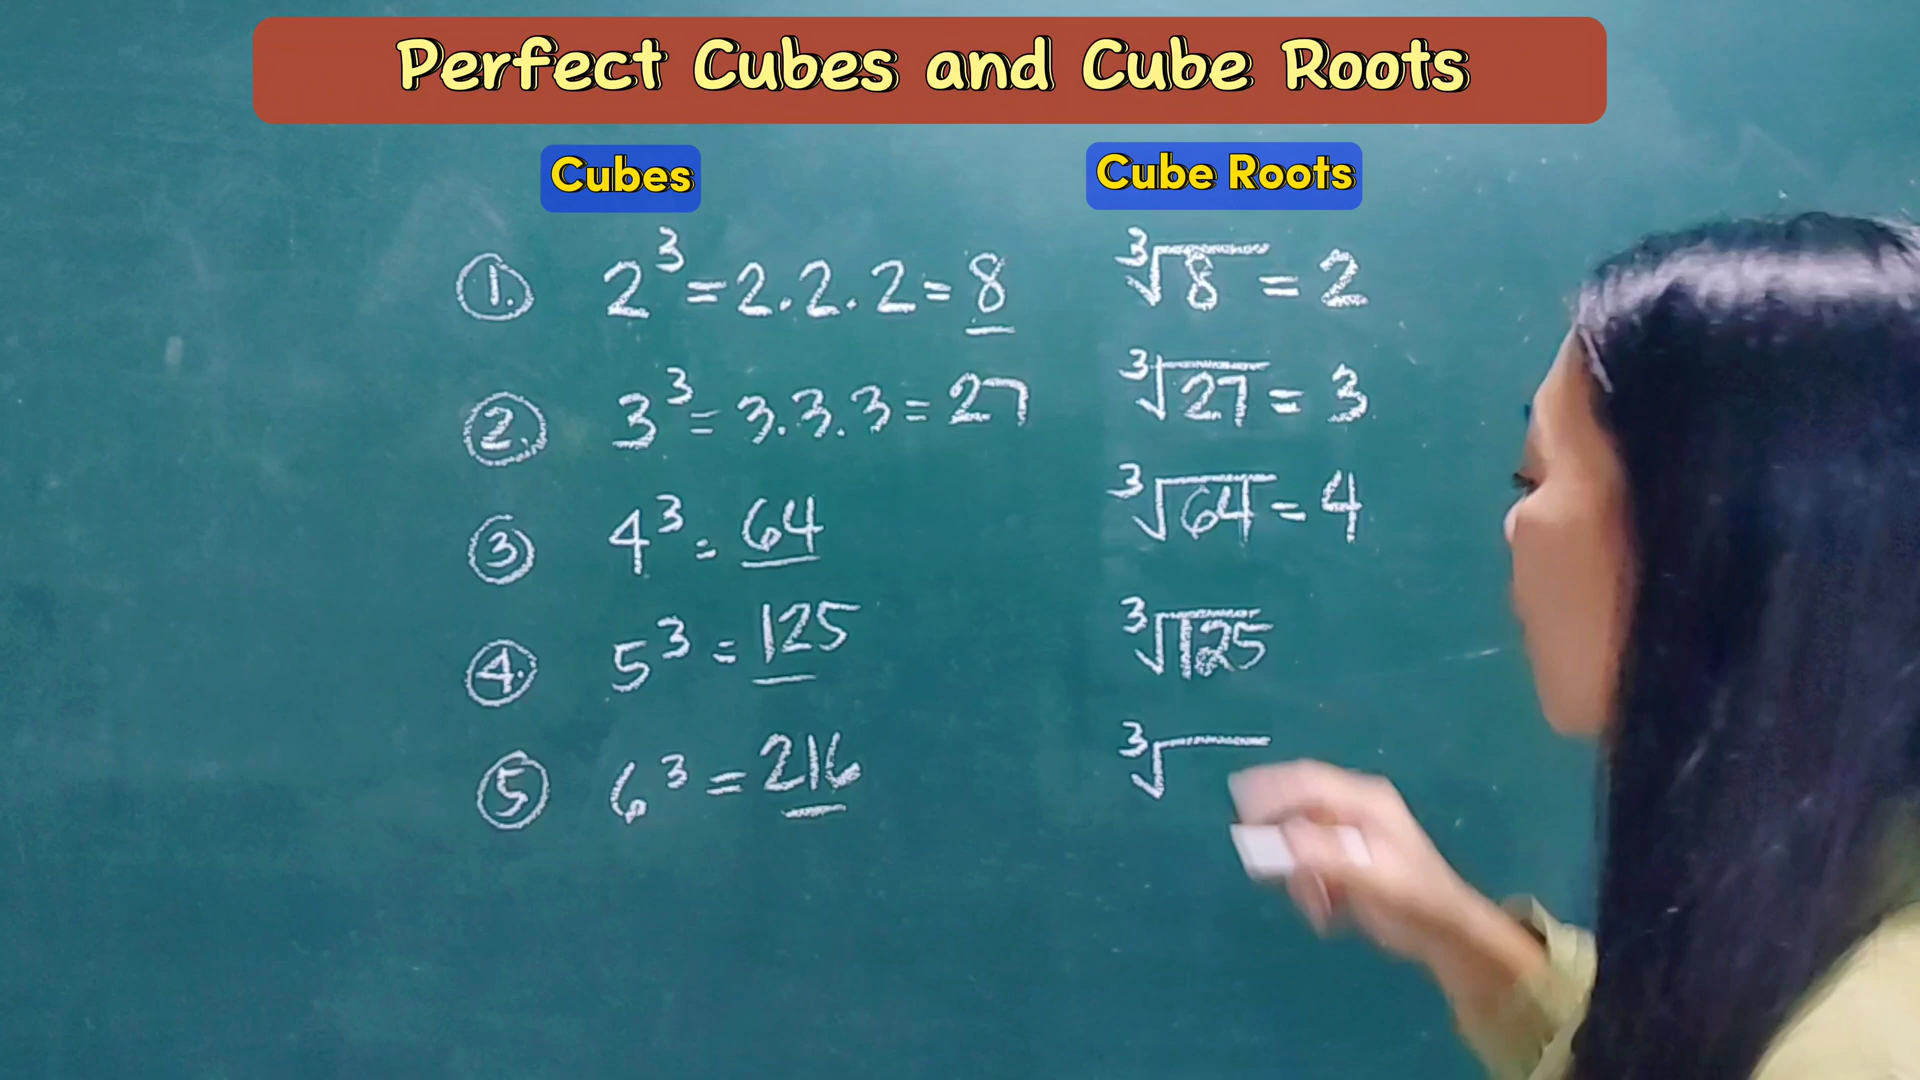 Perfect Cubes and Cube Roots
Cubes
Cube Roots
1. 2³ = 2.2.2 = 8
∛8 = 2
2. 3³ = 3.3.3 = 27
∛27 = 3
3 4³ = 64
∛64 = 4
4. 5³ = 125
∛125
5 6³ = 216
∛